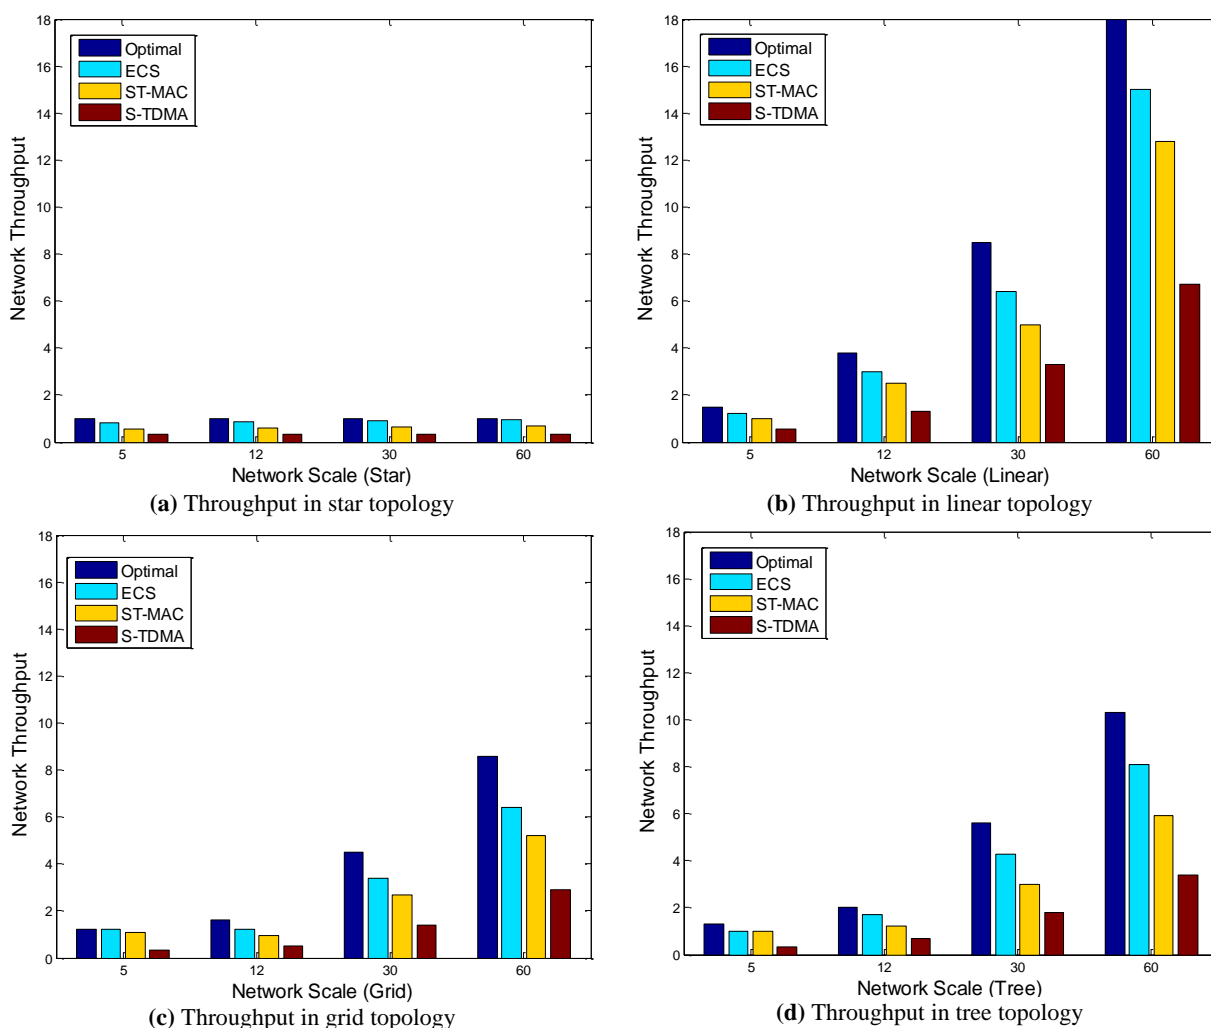 18
16
14
12
10
8
6
4
2
0
Network Throughput
Optimal
ECS
ST-MAC
S-TDMA
5 12 30 60
Network Scale (Star)
(a) Throughput in star topology
18
16
14
12
10
8
6
4
2
0
Network Throughput
Optimal
ECS
ST-MAC
S-TDMA
5 12 30 60
Network Scale (Linear)
(b) Throughput in linear topology
18
16
14
12
10
8
6
4
2
0
Network Throughput
Optimal
ECS
ST-MAC
S-TDMA
5 12 30 60
Network Scale (Grid)
(c) Throughput in grid topology
18
16
14
12
10
8
6
4
2
0
Network Throughput
Optimal
ECS
ST-MAC
S-TDMA
5 12 30 60
Network Scale (Tree)
(d) Throughput in tree topology